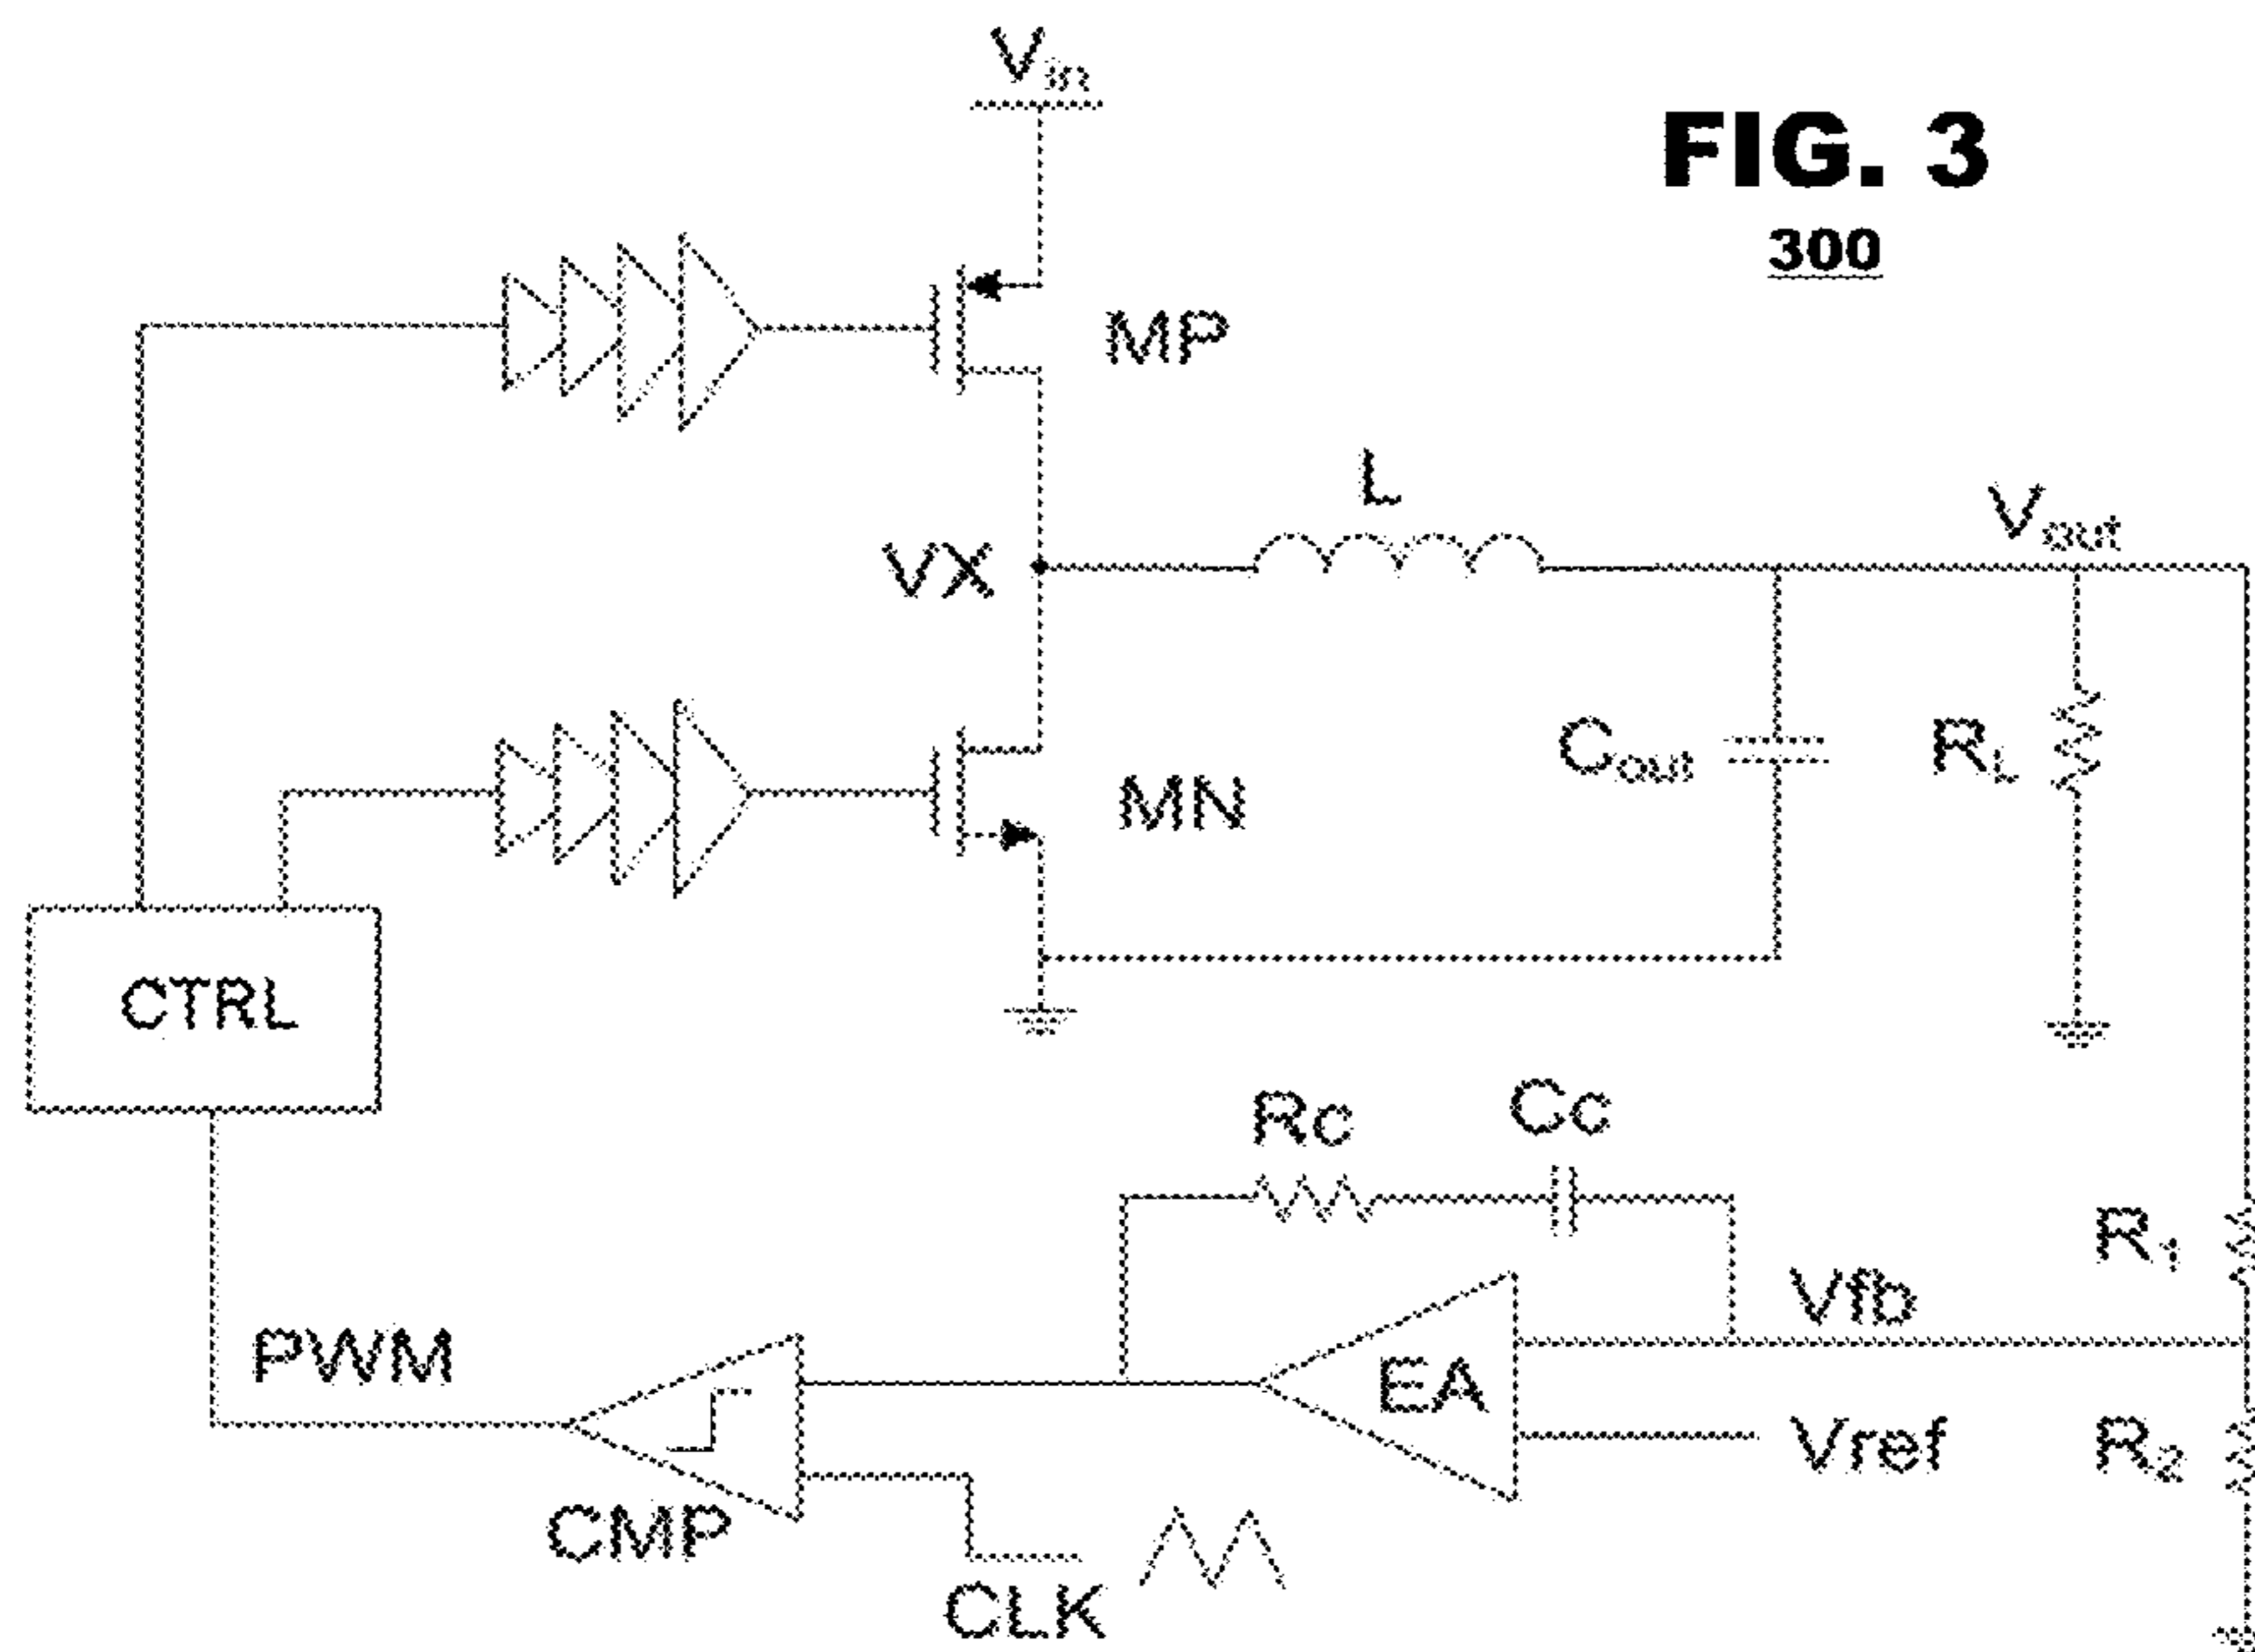 Vin
FIG. 3
300
MP
L
Vout
VX
Cout
RL
MN
CTRL
Rc
Cc
R1
Vfb
PWM
EA
Vref
R2
CMP
CLK